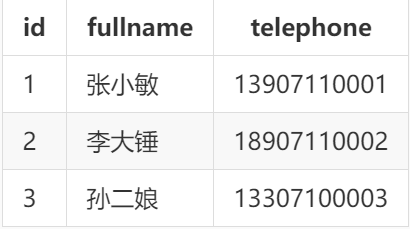 id fullname telephone
1 张小敏 13907110001
2 李大锤 18907110002
3 孙二娘 13307100003